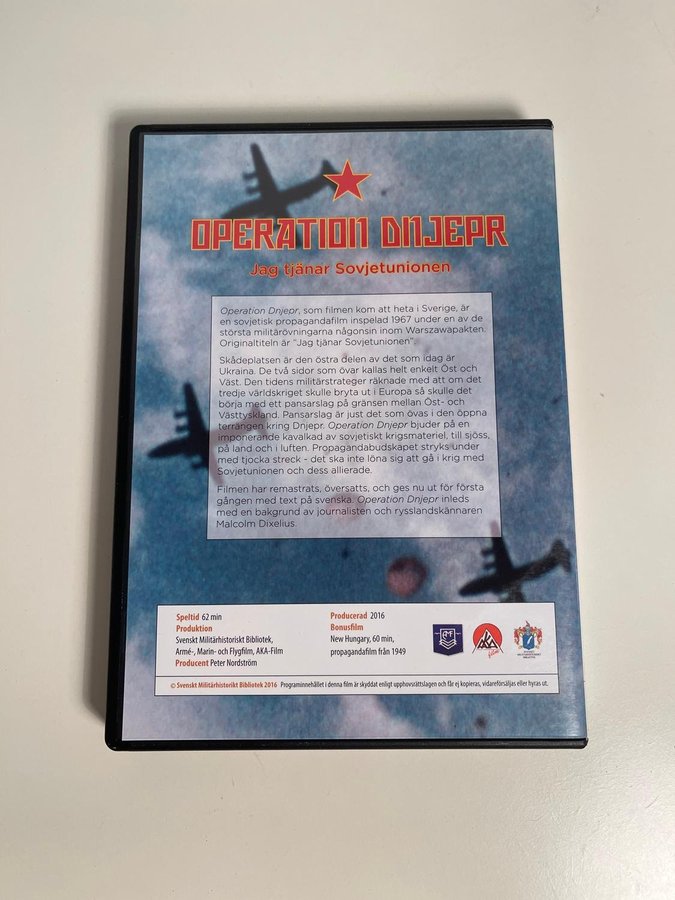 OPERATION DNJEPR
Jag tjänar Sovjetunionen
Operation Dnjepr, som filmen kom att heta i Sverige, är
en sovjetisk propagandafilm inspelad 1967 under en av de
största militärövningarna någonsin inom Warszawapakten.
Originaltiteln är "Jag tjänar Sovjetunionen".
Skådeplatsen är den östra delen av det som idag är
Ukraina. De två sidor som övar kallas helt enkelt Öst och
Väst. Den tidens militärstrateger räknade med att om det
tredje världskriget skulle bryta ut i Europa så skulle det
börja med ett pansarslag på gränsen mellan Öst- och
Västtyskland. Pansarslag är just det som övas i den öppna
terrängen kring Dnjepr. Operation Dnjepr bjuder på en
imponerande kavalkad av sovjetiskt krigsmateriel, till sjöss,
på land och i luften. Propagandabudskapet stryks under
med tjocka streck - det ska inte löna sig att gå i krig med
Sovjetunionen och dess allierade.
Filmen har remastrats, översatts, och ges nu ut för första
gången med text på svenska. Operation Dnjepr inleds
med en bakgrund av journalisten och rysslandskännaren
Malcolm Dixelius.
Speltid 62 min
Produktion
Svenskt Militärhistoriskt Bibliotek,
Armé-, Marin- och Flygfilm, AKA-Film
Producent Peter Nordström
Producerad 2016
Bonusfilm
New Hungary, 60 min,
propagandafilm från 1949
AMF
AKA
film
© Svenskt Militärhistorikt Bibliotek 2016 Programinnehållet i denna film är skyddat enligt upphovsrättslagen och får ej kopieras, vidareförsäljas eller hyras ut.